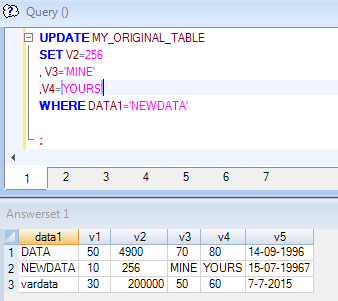 Query ()
UPDATE MY_ORIGINAL_TABLE
SET V2=256
, V3='MINE'
,V4='YOURS'
WHERE DATA1='NEWDATA'
;
1 2 3 4 5 6 7
Answerset 1
data1 v1 v2 v3 v4 v5
1 DATA 50 4900 70 80 14-09-1996
2 NEWDATA 10 256 MINE YOURS 15-07-19967
3 vardata 30 200000 50 60 7-7-2015